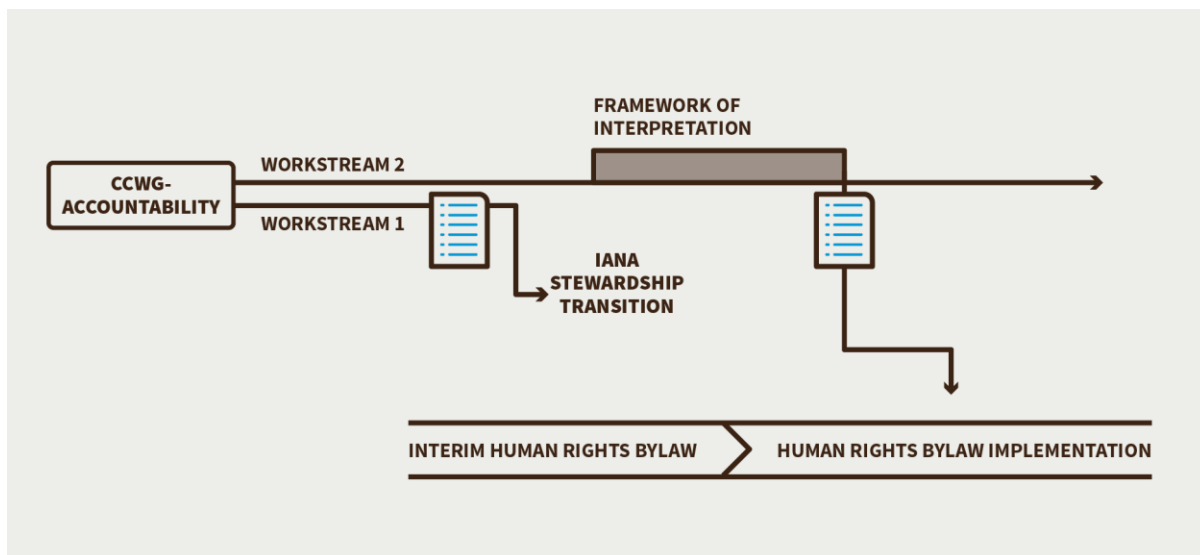 FRAMEWORK OF
INTERPRETATION
WORKSTREAM 2
CCWG-
ACCOUNTABILITY
WORKSTREAM 1
IANA
STEWARDSHIP
TRANSITION
INTERIM HUMAN RIGHTS BYLAW
HUMAN RIGHTS BYLAW IMPLEMENTATION